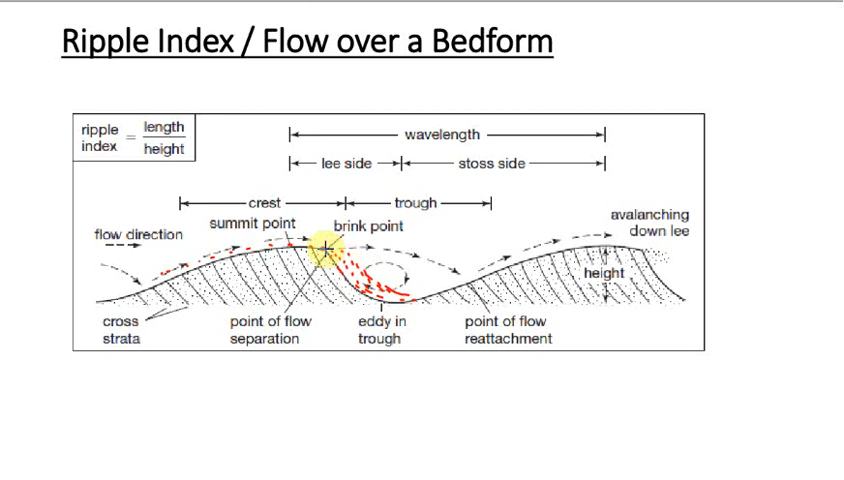 Ripple Index / Flow over a Bedform
ripple index = length / height
wavelength
lee side
stoss side
crest
trough
summit point
brink point
flow direction
avalanching
down lee
height
cross
strata
point of flow
separation
eddy in
trough
point of flow
reattachment